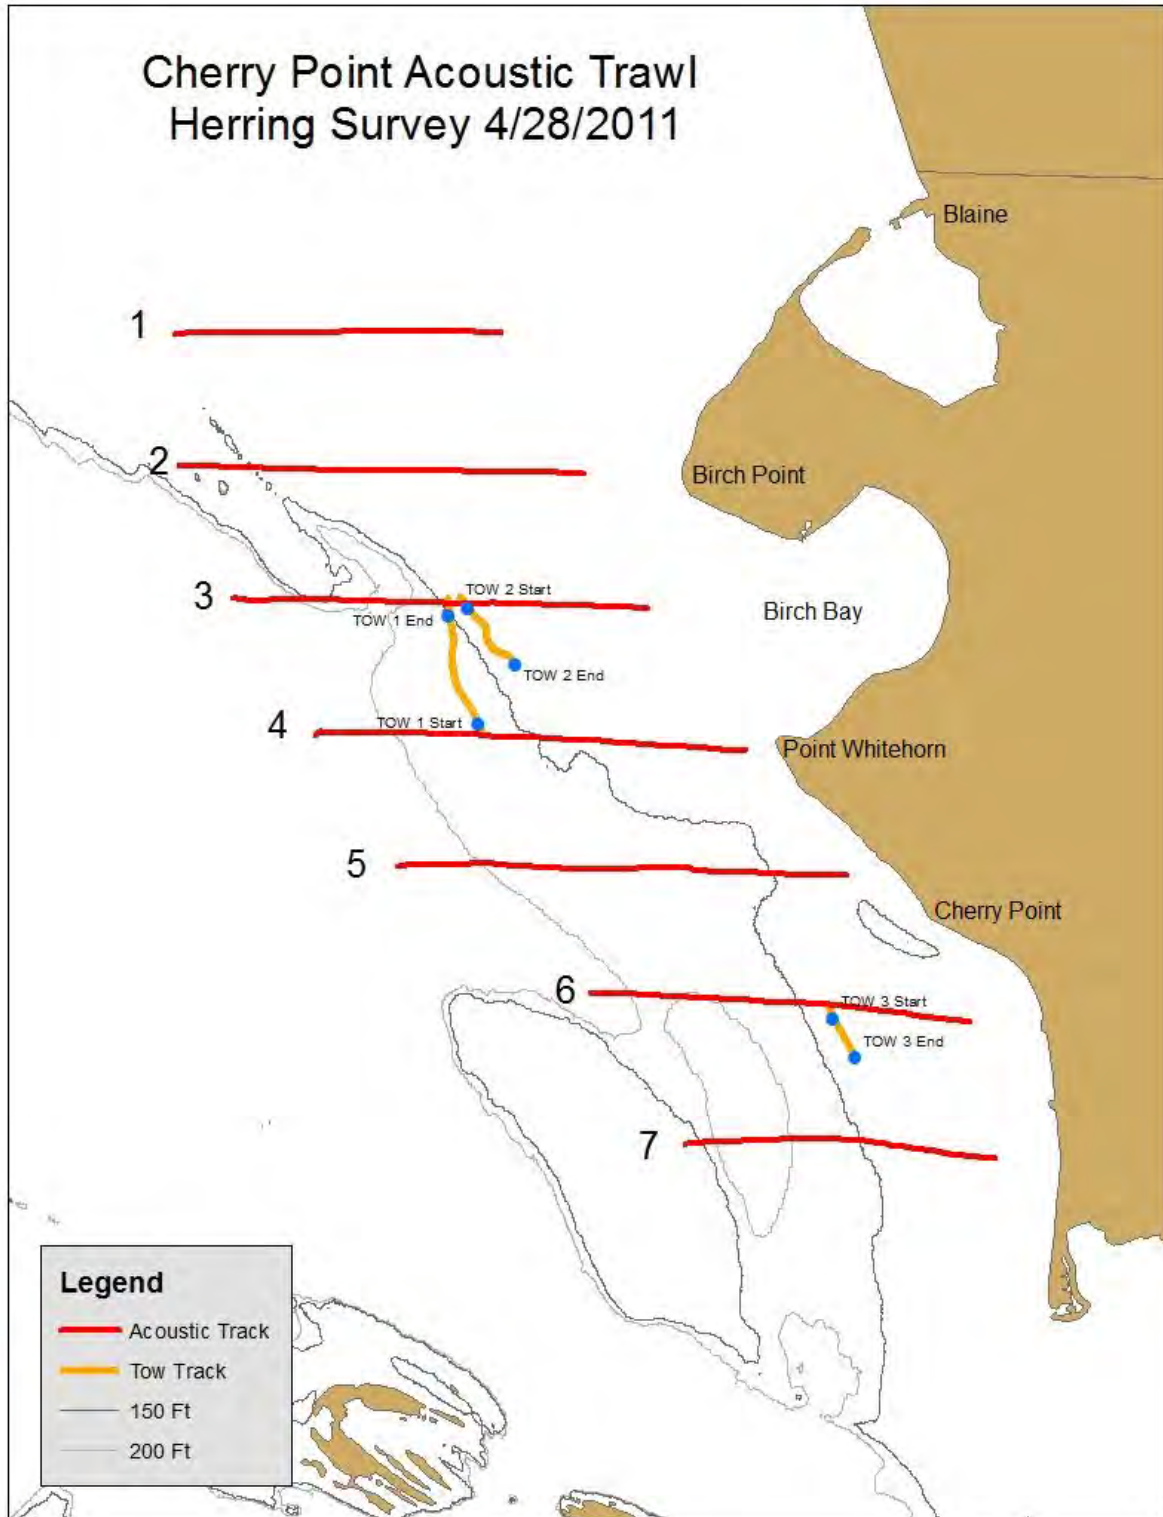 Cherry Point Acoustic Trawl
Herring Survey 4/28/2011
Blaine
1
2
Birch Point
3
TOW 2 Start
TOW 1 End
Birch Bay
TOW 2 End
4
TOW 1 Start
Point Whitehorn
5
Cherry Point
6
TOW 3 Start
TOW 3 End
7
Legend
Acoustic Track
Tow Track
150 Ft
200 Ft